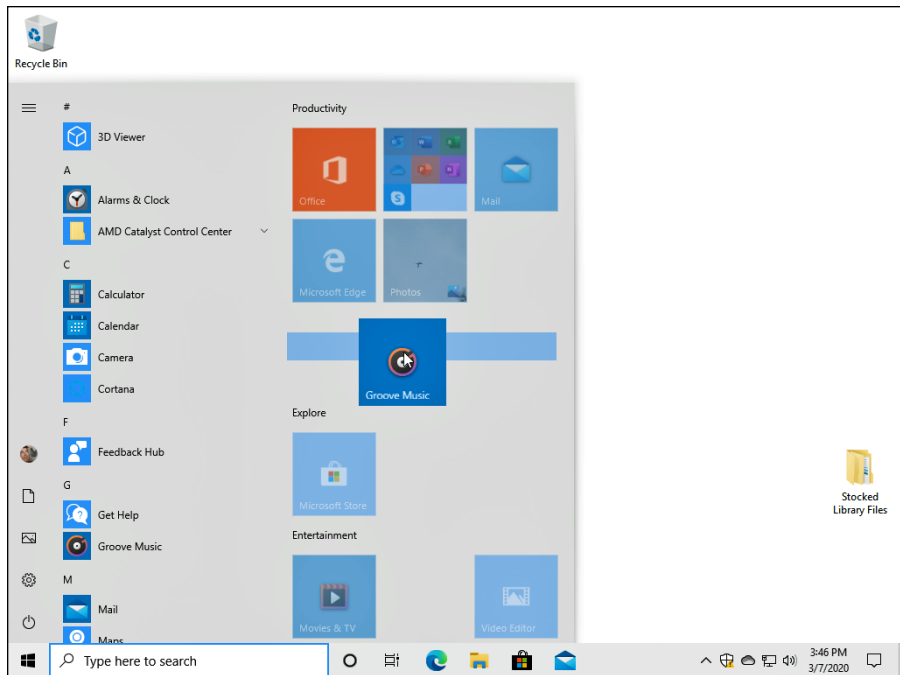 Recycle Bin
#
3D Viewer
A
Alarms & Clock
AMD Catalyst Control Center
C
Calculator
Calendar
Camera
Cortana
F
Feedback Hub
G
Get Help
Groove Music
M
Mail
Maps
Productivity
Office
Mail
Microsoft Edge
Photos
Groove Music
Explore
Microsoft Store
Entertainment
Movies & TV
Video Editor
Stocked
Library Files
Type here to search
3:46 PM
3/7/2020